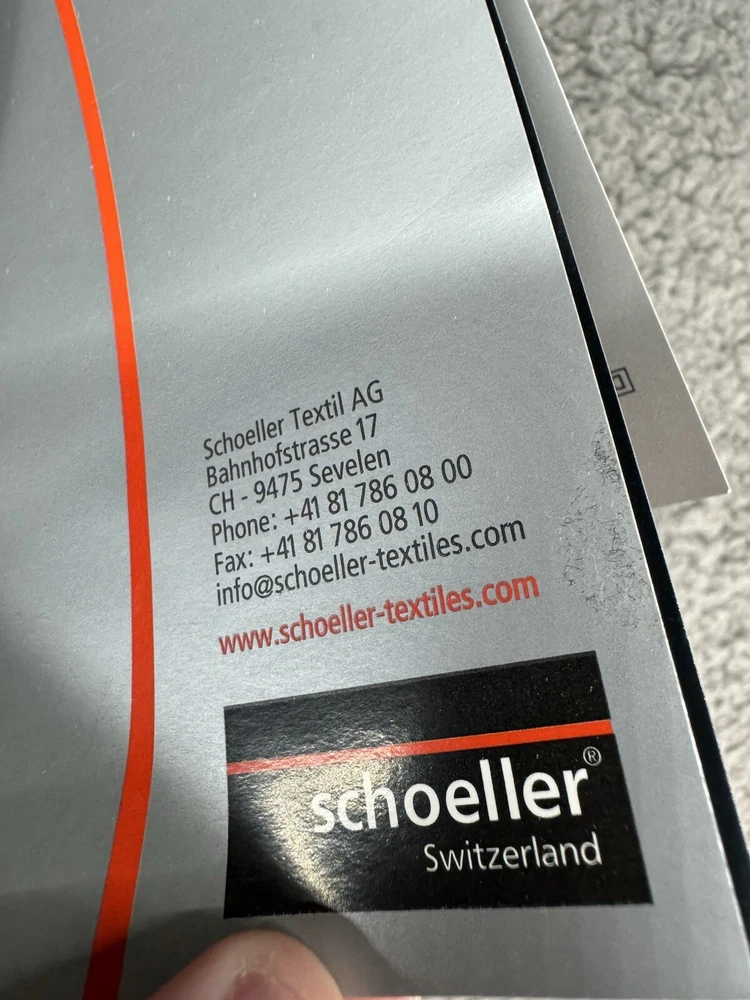 Schoeller Textil AG
Bahnhofstrasse 17
CH - 9475 Sevelen
Phone: +41 81 786 08 00
Fax: +41 81 786 08 10
info@schoeller-textiles.com
www.schoeller-textiles.com
schoeller®
Switzerland